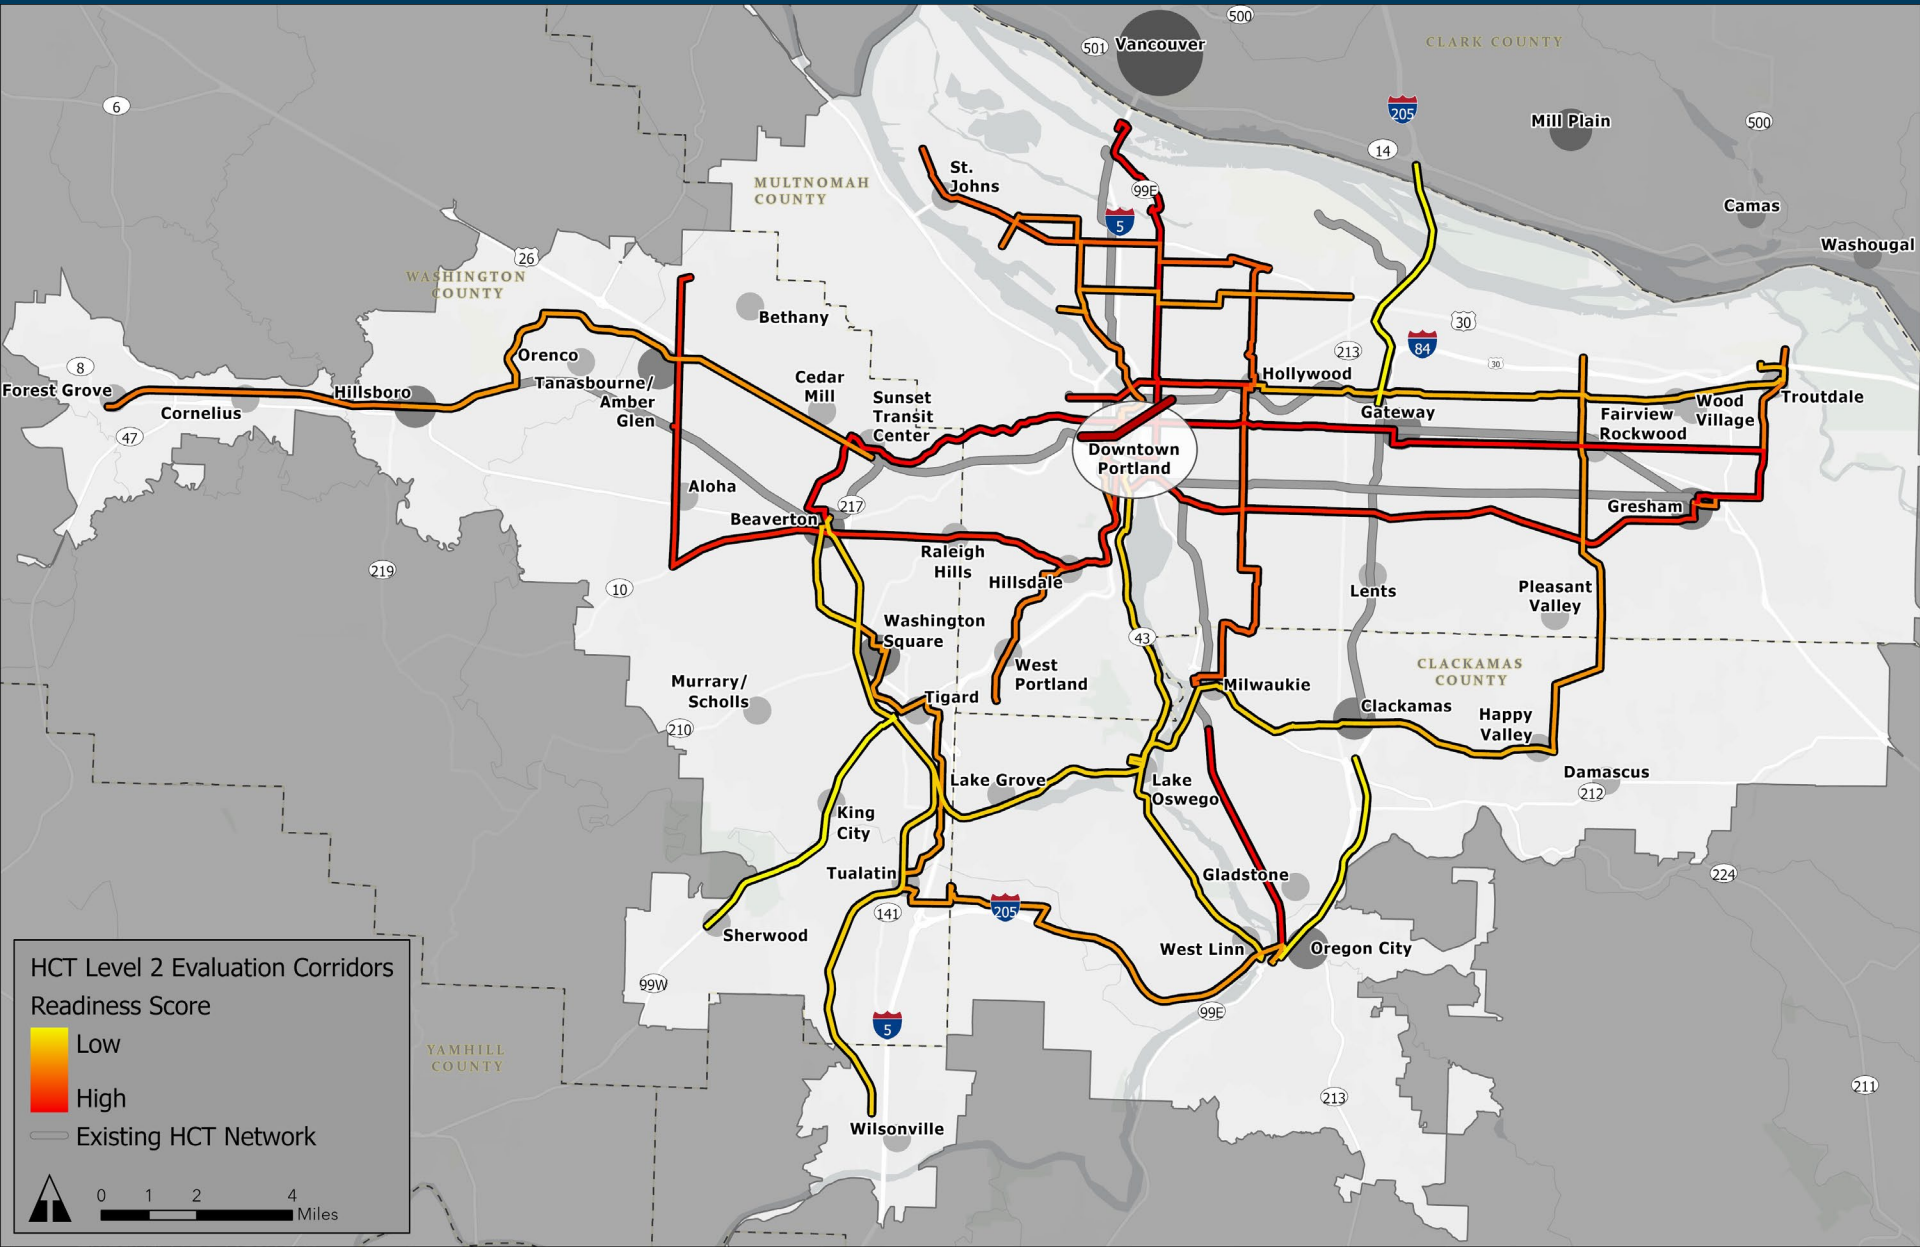 500
501
Vancouver
CLARK COUNTY
6
205
Mill Plain
500
14
MULTNOMAH
COUNTY
St.
Johns
99E
5
Camas
Washougal
26
WASHINGTON
COUNTY
Bethany
30
213
84
30
8
Forest Grove
Cornelius
Hillsboro
Orenco
Tanasbourne/
Amber
Glen
Cedar
Mill
Sunset
Transit
Center
Hollywood
Gateway
Fairview
Rockwood
Wood
Village
Troutdale
47
Downtown
Portland
Aloha
217
Beaverton
Gresham
Raleigh
Hills
Hillsdale
219
10
Lents
Pleasant
Valley
Washington
Square
43
West
Portland
CLACKAMAS
COUNTY
Murrary/
Scholls
Tigard
Milwaukie
210
Clackamas
Happy
Valley
Lake Grove
Lake
Oswego
Damascus
212
King
City
Tualatin
141
205
Gladstone
224
Sherwood
West Linn
Oregon City
99W
99E
5
YAMHILL
COUNTY
213
211
Wilsonville
HCT Level 2 Evaluation Corridors
Readiness Score
Low
High
Existing HCT Network
0 1 2 4
Miles